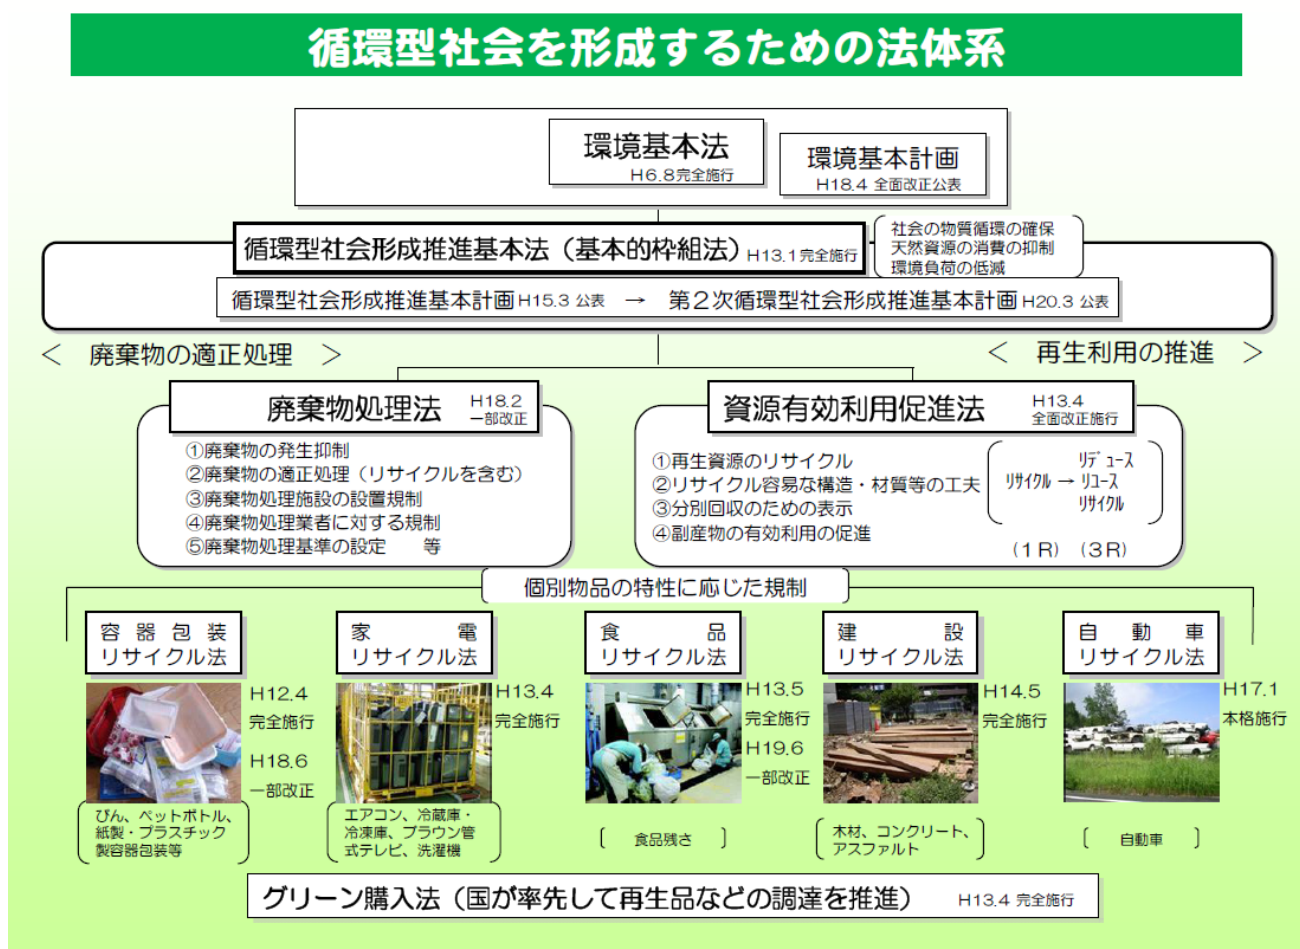 循環型社会を形成するための法体系
環境基本法
H6.8完全施行
環境基本計画
H18.4 全面改正公表
循環型社会形成推進基本法（基本的枠組法）H13.1完全施行
社会の物質循環の確保
天然資源の消費の抑制
環境負荷の低減
循環型社会形成推進基本計画H15.3 公表 → 第２次循環型社会形成推進基本計画H20.3 公表
＜ 廃棄物の適正処理 ＞
＜ 再生利用の推進 ＞
廃棄物処理法
H18.2
一部改正
①廃棄物の発生抑制
②廃棄物の適正処理（リサイクルを含む）
③廃棄物処理施設の設置規制
④廃棄物処理業者に対する規制
⑤廃棄物処理基準の設定 等
資源有効利用促進法
H13.4
全面改正施行
①再生資源のリサイクル
②リサイクル容易な構造・材質等の工夫
③分別回収のための表示
④副産物の有効利用の促進
ﾘﾃﾞｭｰｽ
ﾘｻｲｸﾙ → ﾘﾕｰｽ
ﾘｻｲｸﾙ
(１R) (３R)
個別物品の特性に応じた規制
容器包装
リサイクル法
H12.4
完全施行
H18.6
一部改正
びん、ペットボトル、
紙製・プラスチック
製容器包装等
家電
リサイクル法
H13.4
完全施行
エアコン、冷蔵庫・
冷凍庫、ブラウン管
式テレビ、洗濯機
食品
リサイクル法
H13.5
完全施行
H19.6
一部改正
食品残さ
建設
リサイクル法
H14.5
完全施行
木材、コンクリート、
アスファルト
自動車
リサイクル法
H17.1
本格施行
自動車
グリーン購入法（国が率先して再生品などの調達を推進） H13.4 完全施行